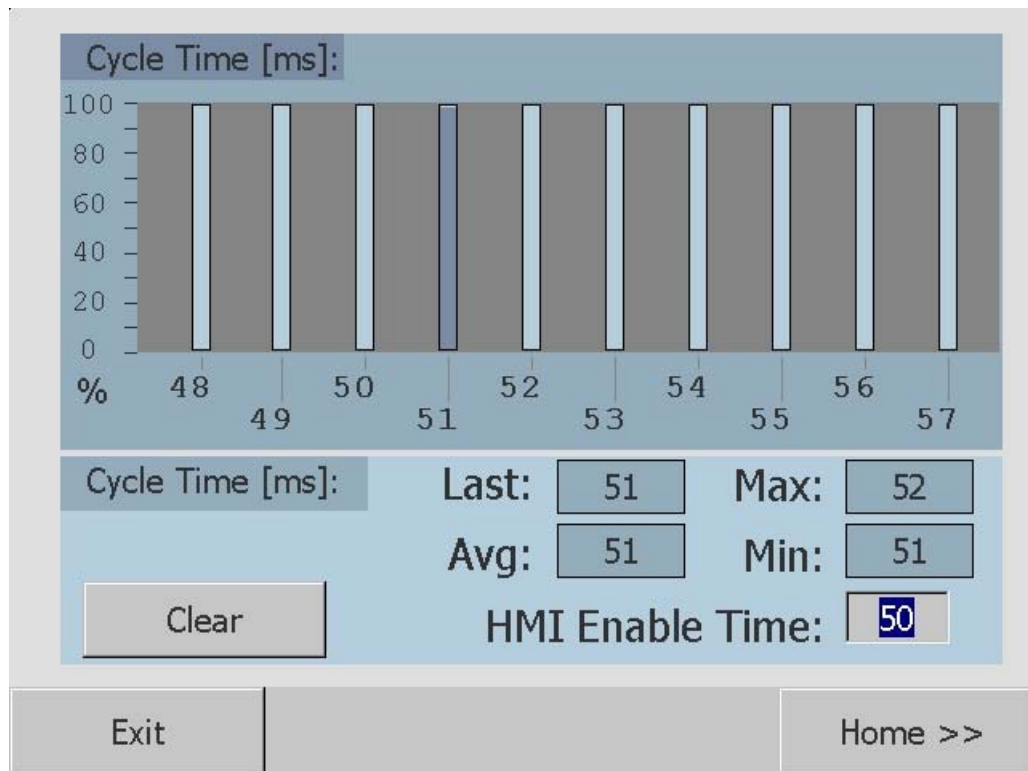 Cycle Time [ms]:
100
80
60
40
20
0
% 48 50 52 54 56
49 51 53 55 57
Cycle Time [ms]: Last: 51 Max: 52
Avg: 51 Min: 51
Clear HMI Enable Time: 50
Exit Home >>